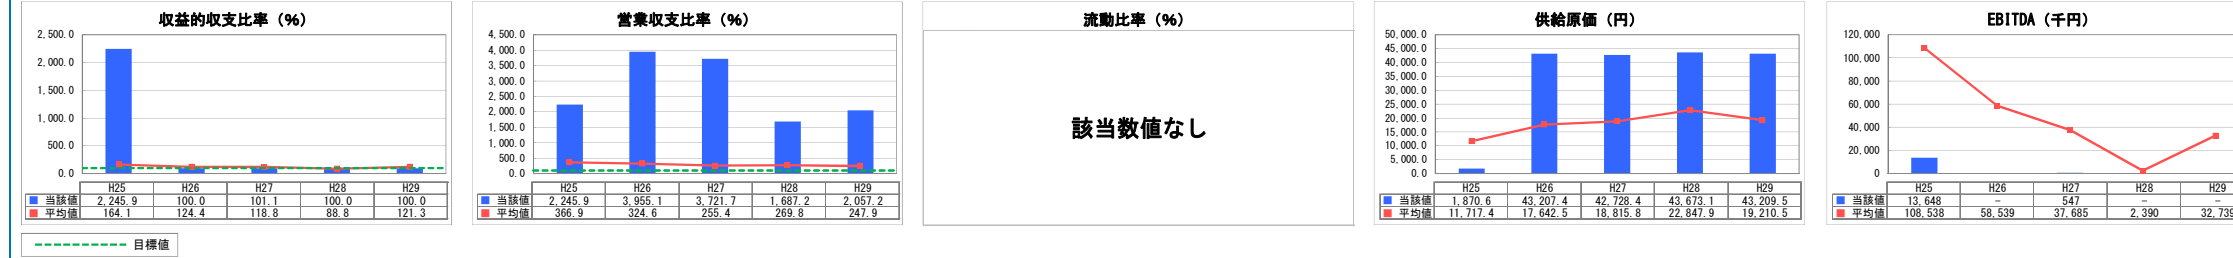 収益的収支比率（％）
2,500.0
2,000.0
1,500.0
1,000.0
500.0
0.0
H25 H26 H27 H28 H29
当該値 2,245.9 100.0 101.1 100.0 100.0
平均値 164.1 124.4 118.8 88.8 121.3
目標値
営業収支比率（％）
4,500.0
4,000.0
3,500.0
3,000.0
2,500.0
2,000.0
1,500.0
1,000.0
500.0
0.0
H25 H26 H27 H28 H29
当該値 2,245.9 3,955.1 3,721.7 1,687.2 2,057.2
平均値 366.9 324.6 255.4 269.8 247.9
流動比率（％）
該当数値なし
供給原価（円）
50,000.0
45,000.0
40,000.0
35,000.0
30,000.0
25,000.0
20,000.0
15,000.0
10,000.0
5,000.0
0.0
H25 H26 H27 H28 H29
当該値 1,870.6 43,207.4 42,728.4 43,673.1 43,209.5
平均値 11,717.4 17,642.5 18,815.8 22,847.9 19,210.5
EBITDA（千円）
120,000
100,000
80,000
60,000
40,000
20,000
0
H25 H26 H27 H28 H29
当該値 13,648 － 547 － －
平均値 108,538 58,539 37,685 2,390 32,739